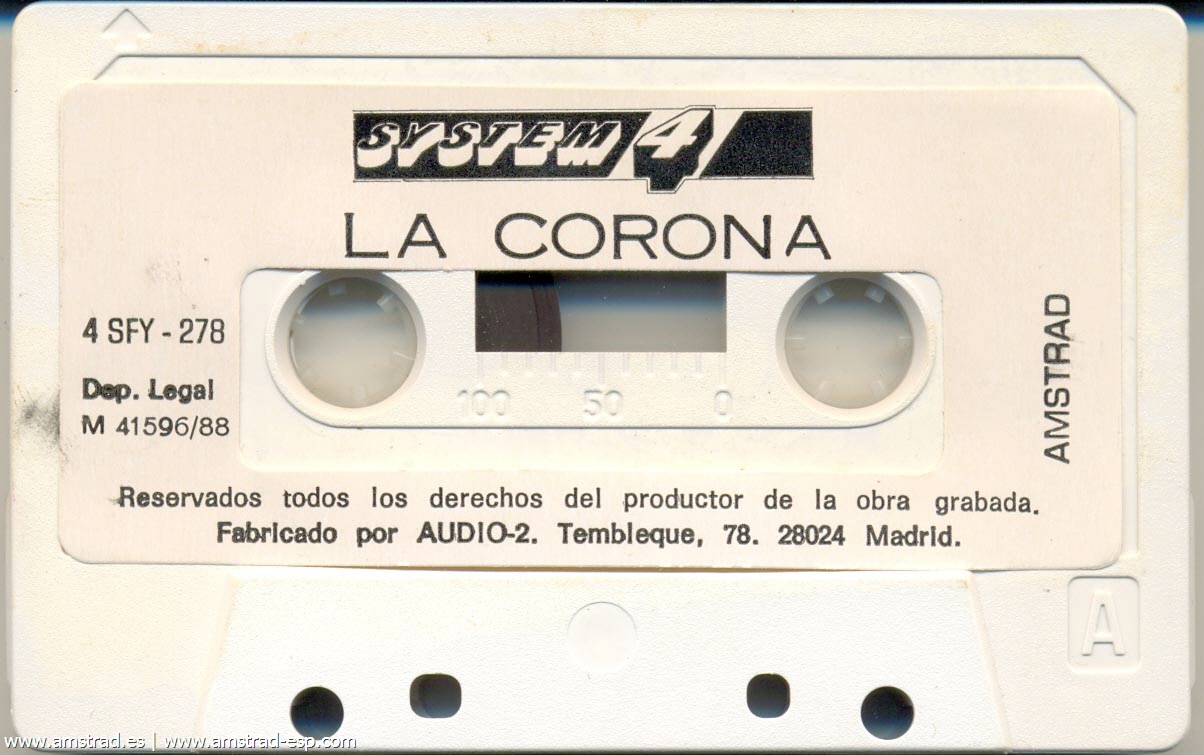 SYSTEM 4
LA CORONA
4 SFY - 278
Dep. Legal
M 41596/88
100 50 0
AMSTRAD
Reservados todos los derechos del productor de la obra grabada.
Fabricado por AUDIO-2. Tembleque, 78. 28024 Madrid.
A
www.amstrad.es | www.amstrad-esp.com